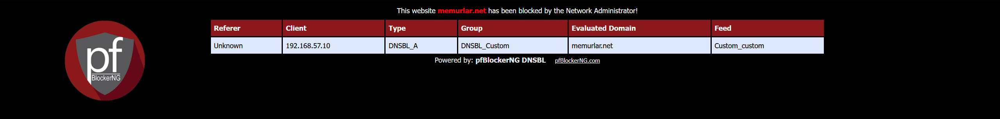 This website memurlar.net has been blocked by the Network Administrator!
pf
BlockerNG
Referer Client Type Group Evaluated Domain Feed
Unknown 192.168.57.10 DNSBL_A DNSBL_Custom memurlar.net Custom_custom
Powered by: pfBlockerNG DNSBL pfBlockerNG.com